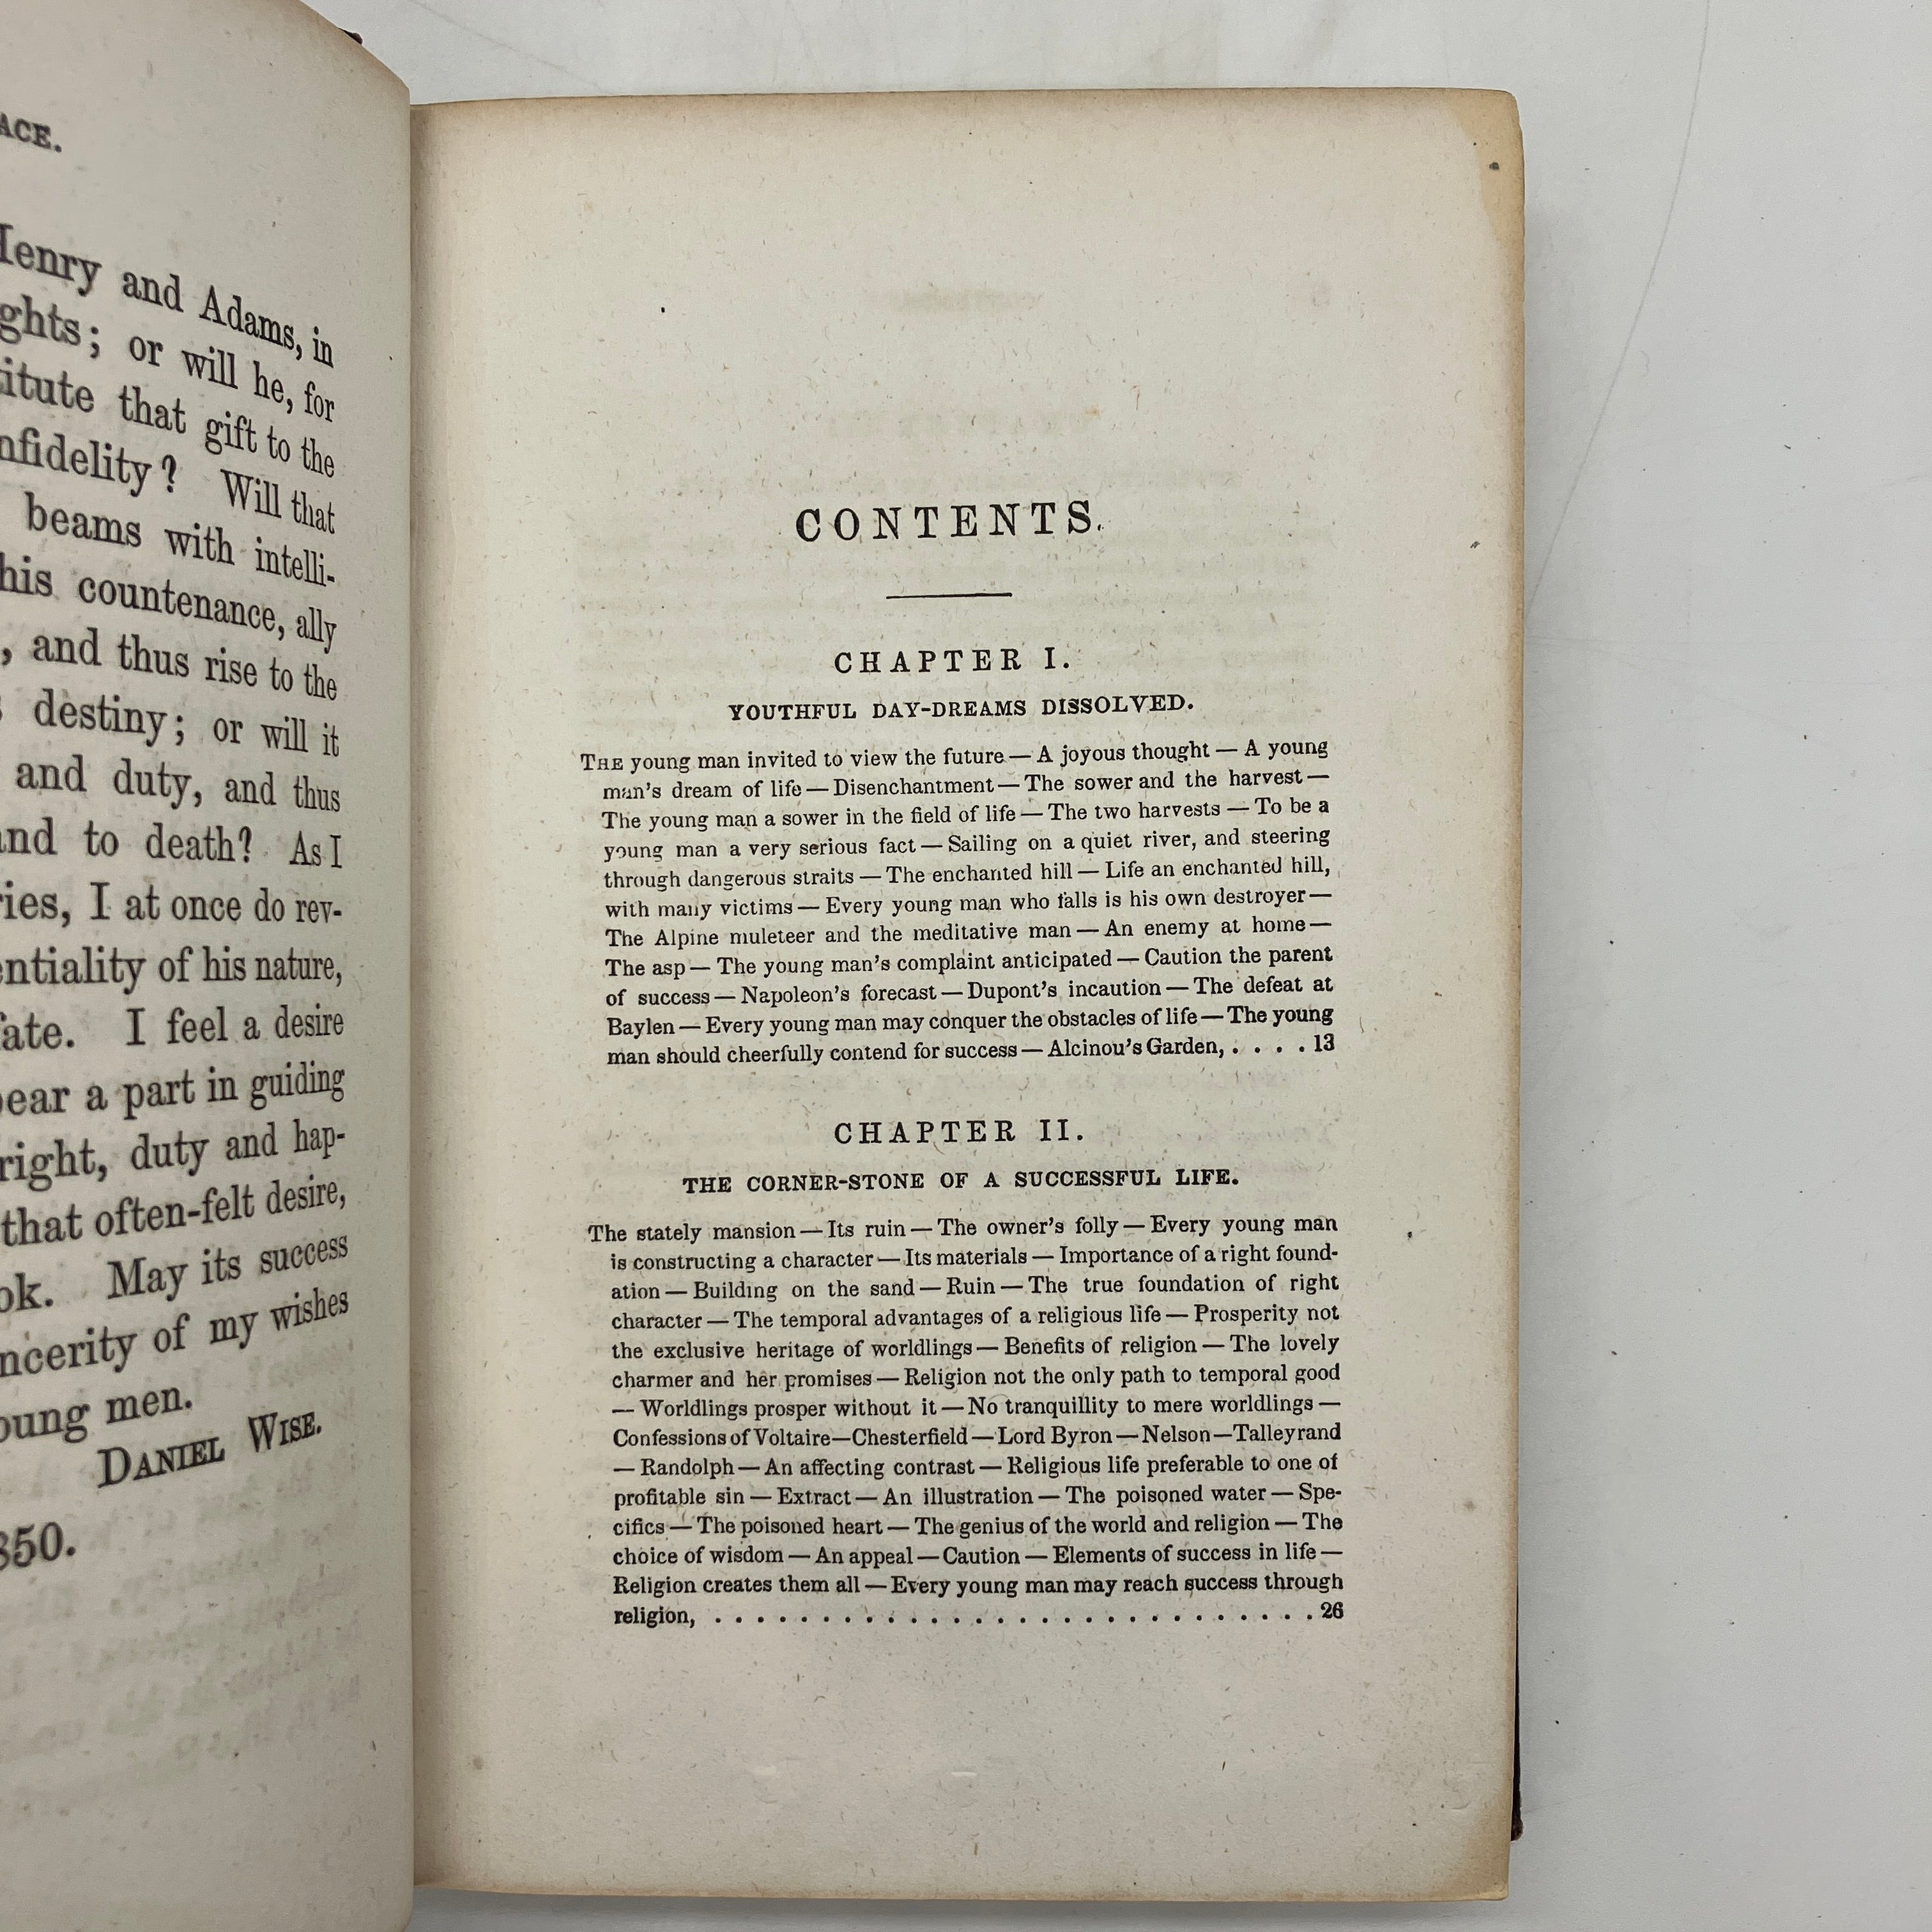 ACE.
Henry and Adams, in
ghts; or will he, for
titute that gift to the
nfidelity? Will that
beams with intelli-
his countenance, ally
, and thus rise to the
destiny; or will it
and duty, and thus
and to death? As I
ries, I at once do rev-
entiality of his nature,
fate. I feel a desire
bear a part in guiding
right, duty and hap-
that often-felt desire,
ok. May its success
ncerity of my wishes
oung men.
DANIEL WISE.
850.
CONTENTS.
CHAPTER I.
YOUTHFUL DAY-DREAMS DISSOLVED.
THE young man invited to view the future — A joyous thought — A young
man's dream of life — Disenchantment — The sower and the harvest —
The young man a sower in the field of life — The two harvests — To be a
young man a very serious fact — Sailing on a quiet river, and steering
through dangerous straits — The enchanted hill — Life an enchanted hill,
with many victims — Every young man who falls is his own destroyer —
The Alpine muleteer and the meditative man — An enemy at home —
The asp — The young man's complaint anticipated — Caution the parent
of success — Napoleon's forecast — Dupont's incaution — The defeat at
Baylen — Every young man may conquer the obstacles of life — The young
man should cheerfully contend for success — Alcinou's Garden, . . . . 13
CHAPTER II.
THE CORNER-STONE OF A SUCCESSFUL LIFE.
The stately mansion — Its ruin — The owner's folly — Every young man
is constructing a character — Its materials — Importance of a right found-
ation — Building on the sand — Ruin — The true foundation of right
character — The temporal advantages of a religious life — Prosperity not
the exclusive heritage of worldlings — Benefits of religion — The lovely
charmer and her promises — Religion not the only path to temporal good
— Worldlings prosper without it — No tranquillity to mere worldlings —
Confessions of Voltaire — Chesterfield — Lord Byron — Nelson — Talleyrand
— Randolph — An affecting contrast — Religious life preferable to one of
profitable sin — Extract — An illustration — The poisoned water — Spe-
cifics — The poisoned heart — The genius of the world and religion — The
choice of wisdom — An appeal — Caution — Elements of success in life —
Religion creates them all — Every young man may reach success through
religion, . . . . . . . . . . . . . . . . . . . . . . . . . . . . 26